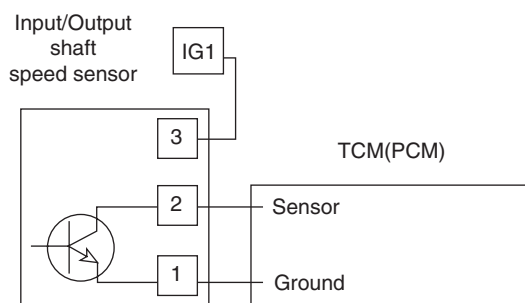 Input/Output
shaft
speed sensor
IG1
3
TCM(PCM)
2
Sensor
1
Ground